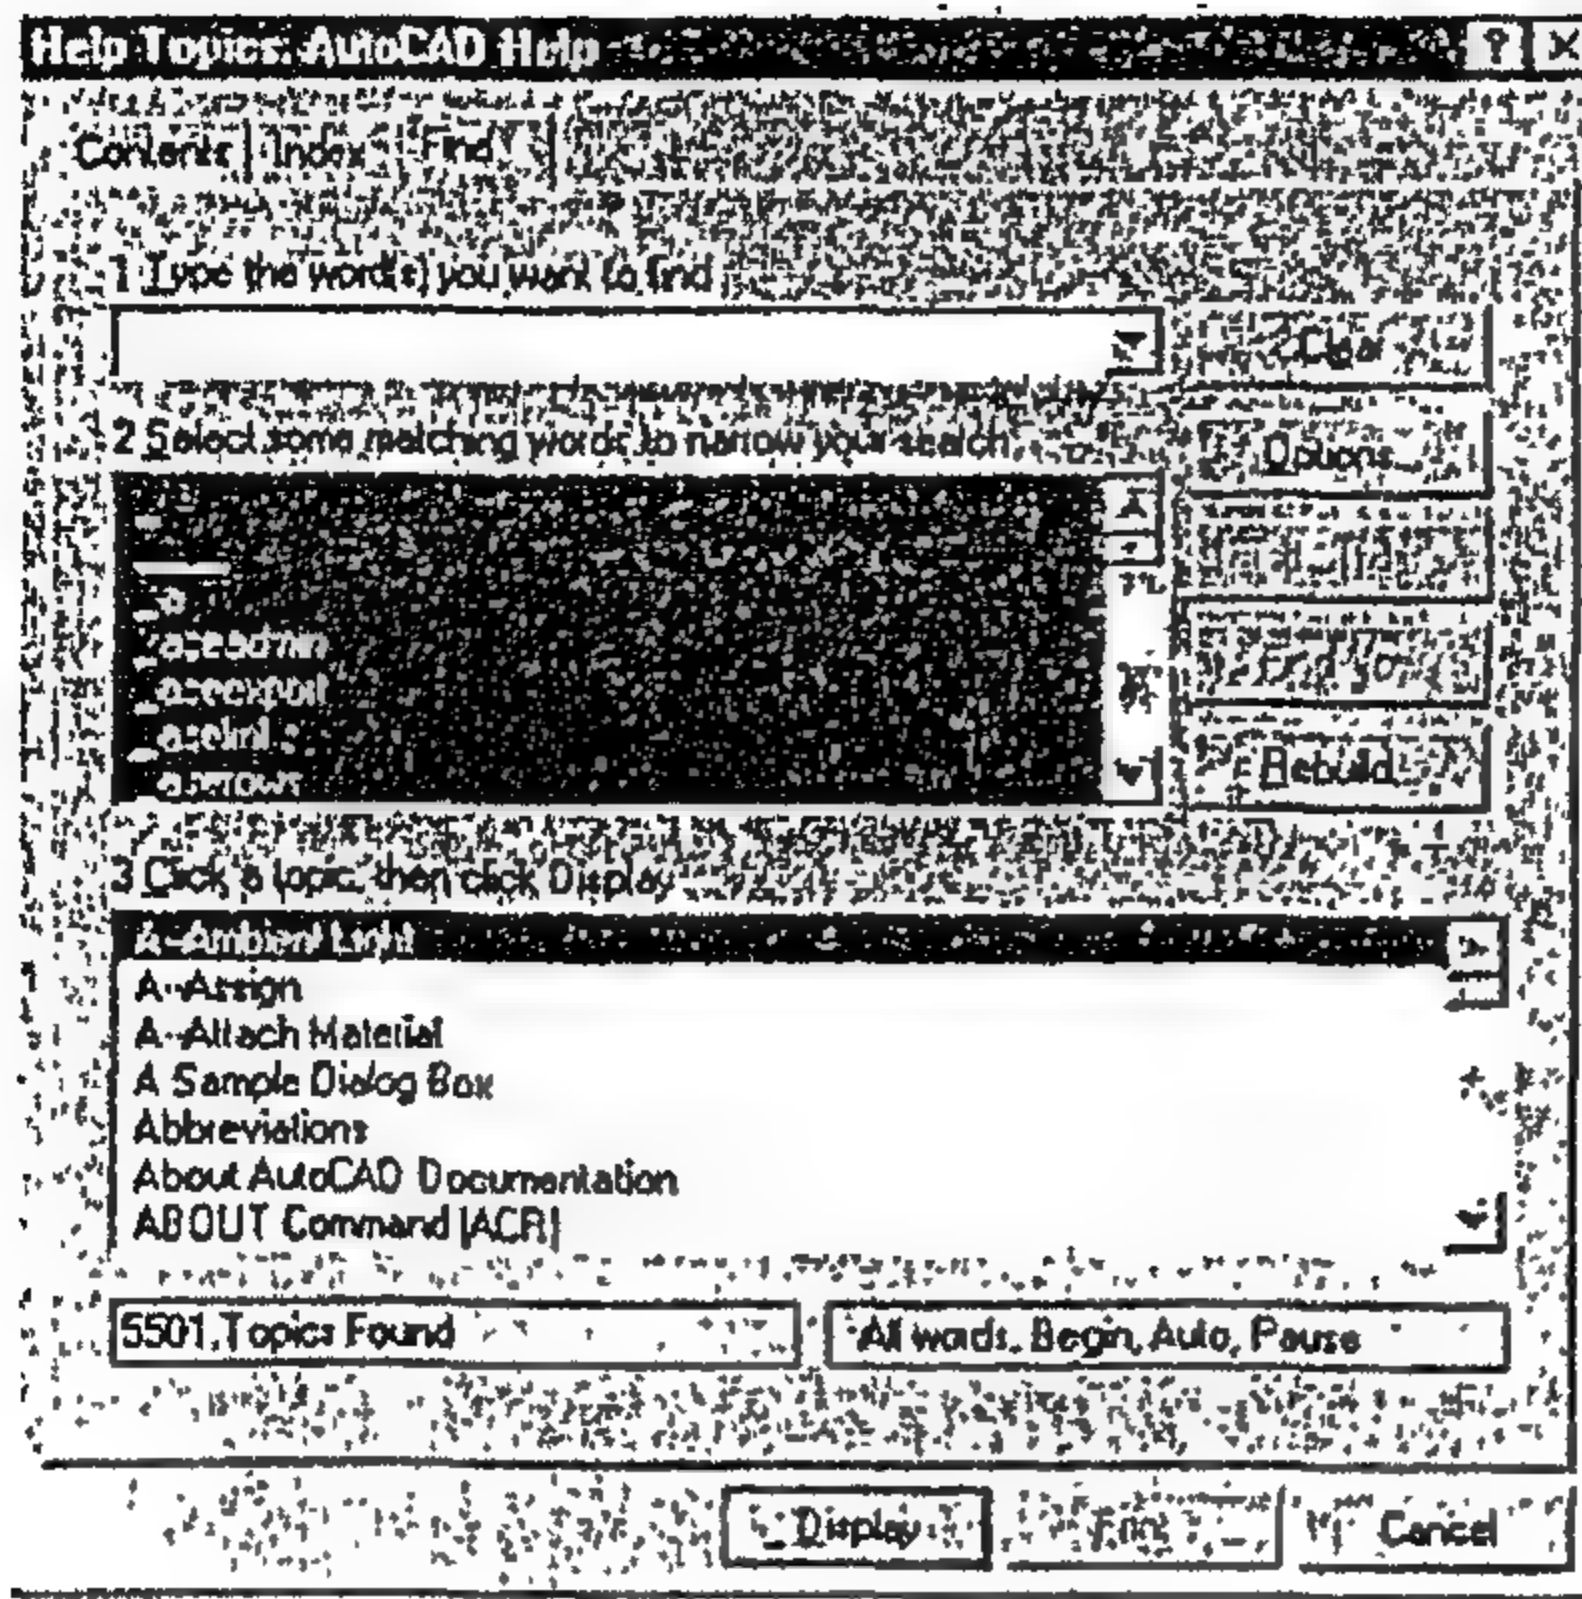 Help Topics: AutoCAD Help
Contents Index Find
1 Type the word(s) you want to find
Clear
2 Select some matching words to narrow your search
Options
a
Rebuild
3 Click a topic, then click Display
A--Ambient Light
A--Assign
A--Attach Material
A Sample Dialog Box
Abbreviations
About AutoCAD Documentation
ABOUT Command [ACR]
5501 Topics Found
All words, Begin, Auto, Pause
Display Print Cancel